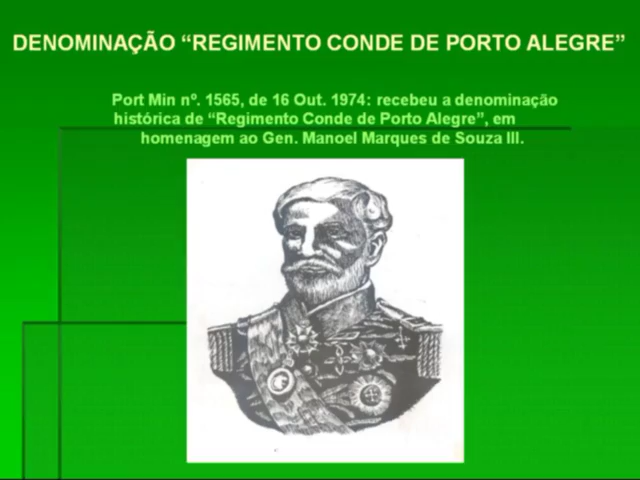 DENOMINAÇÃO “REGIMENTO CONDE DE PORTO ALEGRE”
Port Min nº. 1565, de 16 Out. 1974: recebeu a denominação
histórica de “Regimento Conde de Porto Alegre”, em
homenagem ao Gen. Manoel Marques de Souza III.